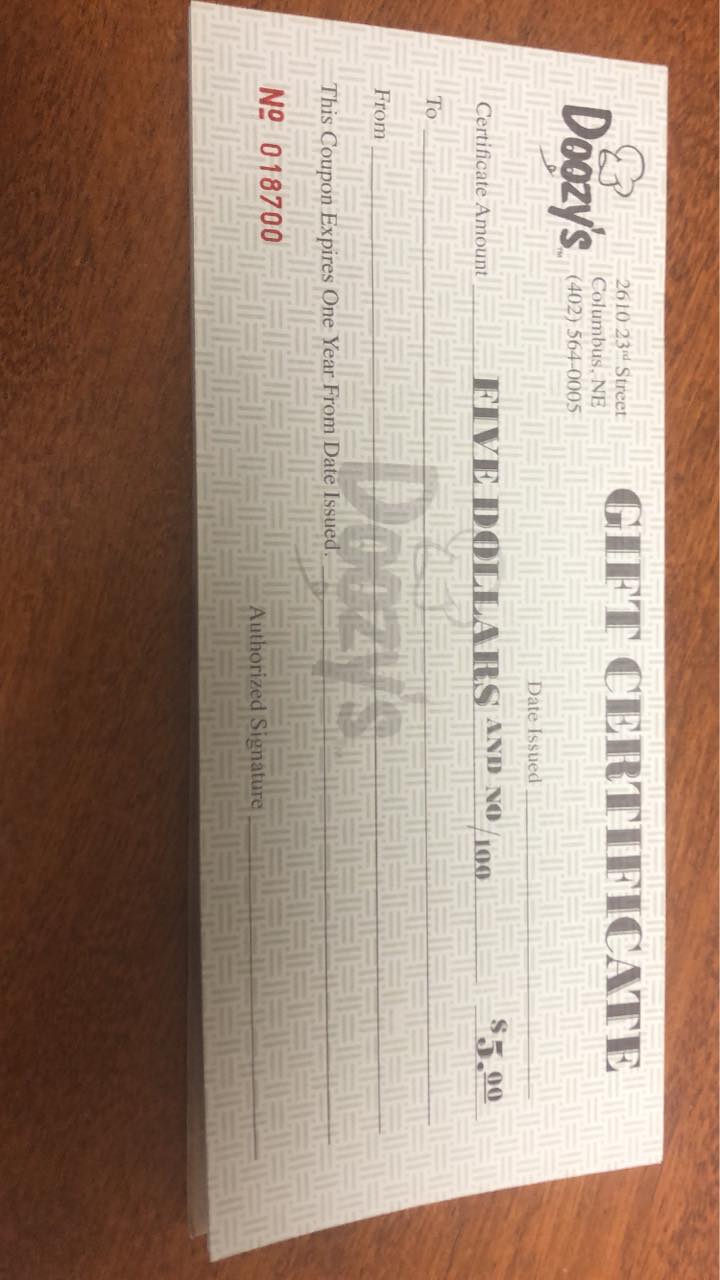 Doozy's™
2610 23rd Street
Columbus, NE
(402) 564-0005
GIFT CERTIFICATE
Date Issued
Certificate Amount FIVE DOLLARS AND NO/100 $5.00
To
From
Doozy's
This Coupon Expires One Year From Date Issued.
Nº 018700
Authorized Signature